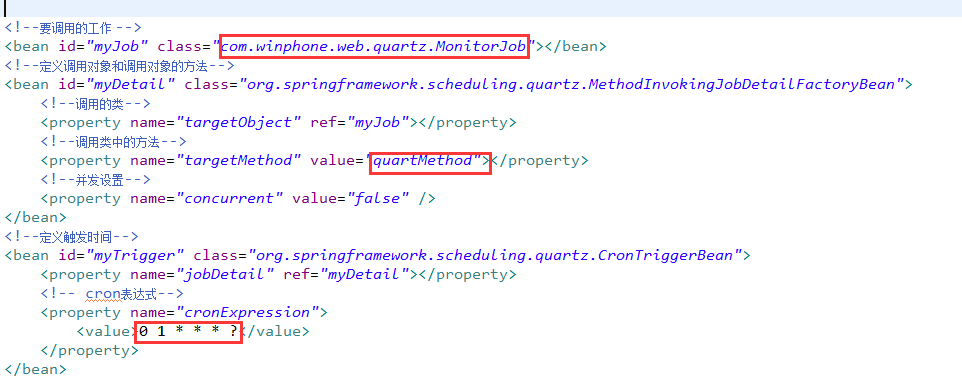 <!--要调用的工作 -->
<bean id="myJob" class="com.winphone.web.quartz.MonitorJob"></bean>
<!--定义调用对象和调用对象的方法-->
<bean id="myDetail" class="org.springframework.scheduling.quartz.MethodInvokingJobDetailFactoryBean">
<!--调用的类-->
<property name="targetObject" ref="myJob"></property>
<!--调用类中的方法-->
<property name="targetMethod" value="quartMethod"></property>
<!--并发设置-->
<property name="concurrent" value="false" />
</bean>
<!--定义触发时间-->
<bean id="myTrigger" class="org.springframework.scheduling.quartz.CronTriggerBean">
<property name="jobDetail" ref="myDetail"></property>
<!-- cron表达式-->
<property name="cronExpression">
<value>0 1 * * * ?</value>
</property>
</bean>